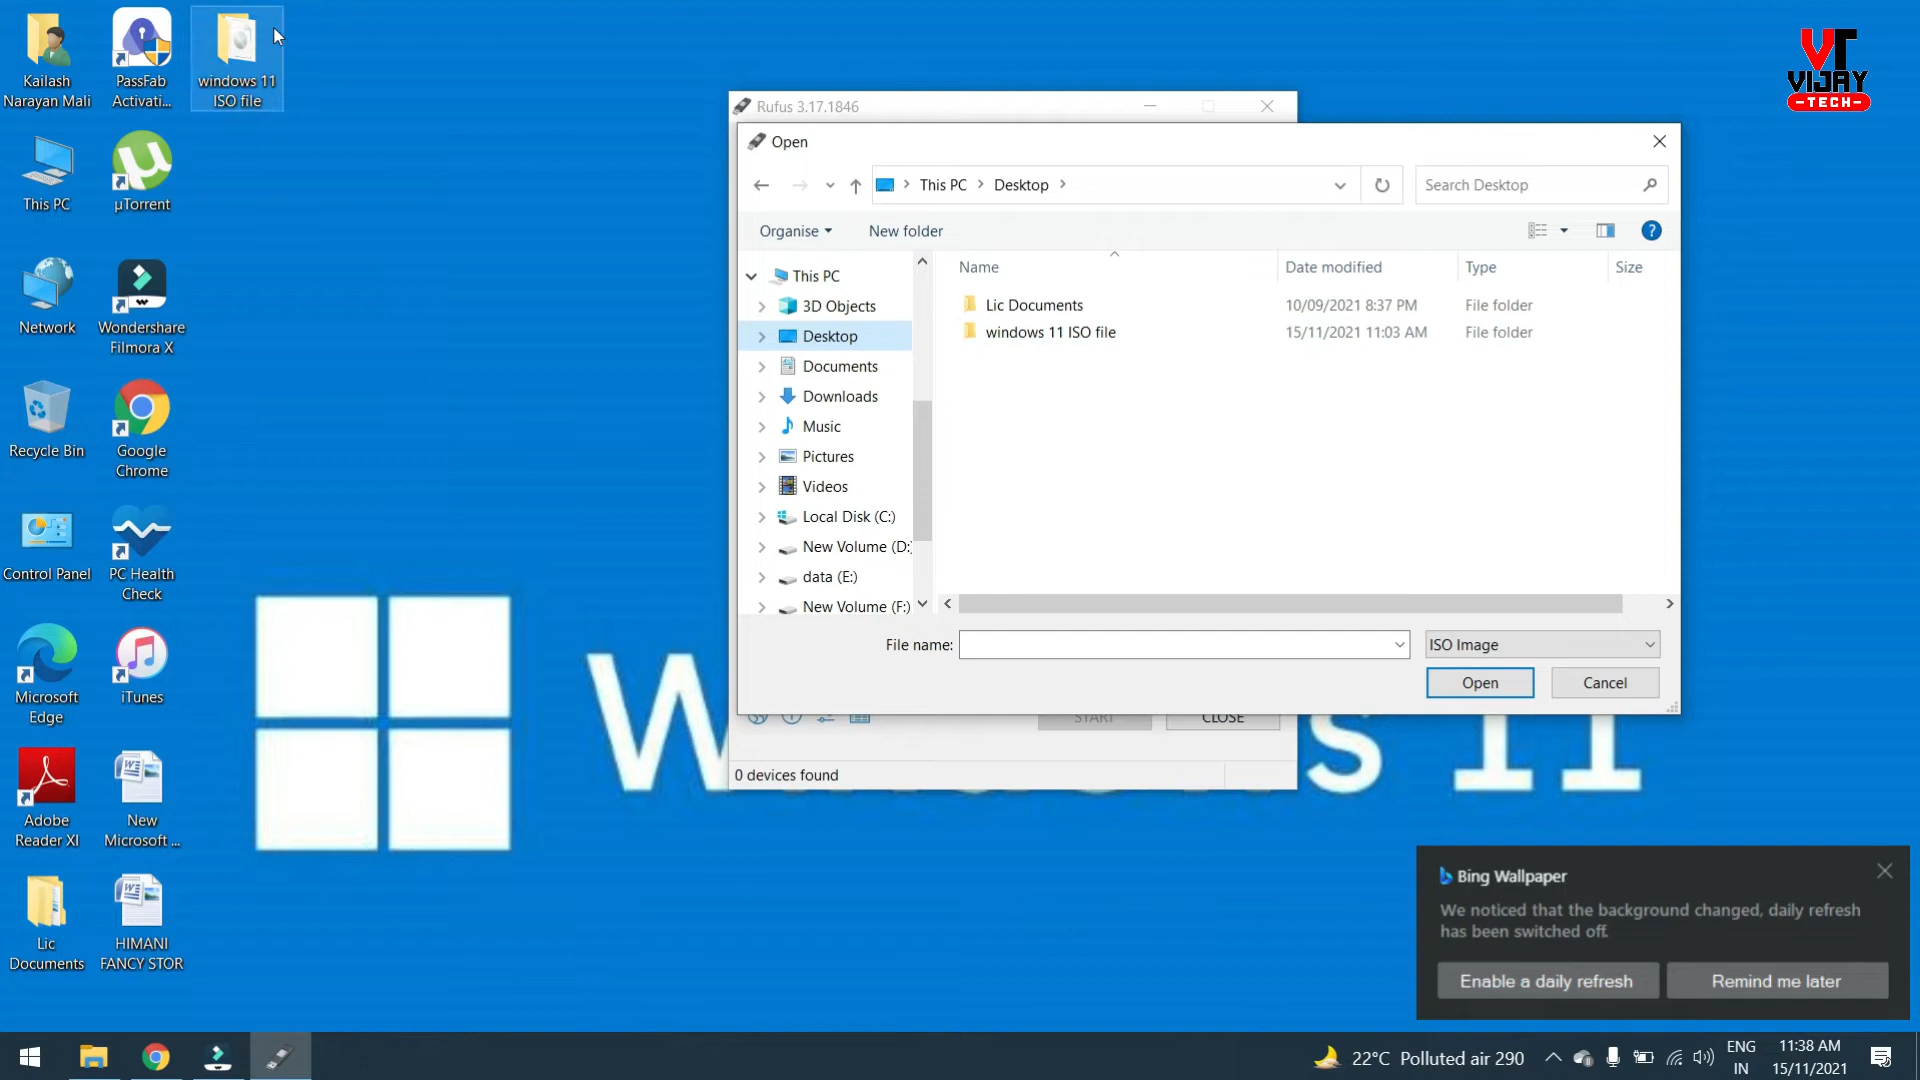 Kailash
Narayan Mali
PassFab
Activati...
windows 11
ISO file
This PC
µTorrent
Network
Wondershare
Filmora X
Recycle Bin
Google
Chrome
Control Panel
PC Health
Check
Microsoft
Edge
iTunes
Adobe
Reader XI
New
Microsoft ...
Lic
Documents
HIMANI
FANCY STOR
VT
VIJAY
-TECH-
Rufus 3.17.1846
Open
This PC > Desktop >
Search Desktop
Organise
New folder
Name
Date modified
Type
Size
Lic Documents 10/09/2021 8:37 PM File folder
windows 11 ISO file 15/11/2021 11:03 AM File folder
This PC
3D Objects
Desktop
Documents
Downloads
Music
Pictures
Videos
Local Disk (C:)
New Volume (D:
data (E:)
New Volume (F:)
File name:
ISO Image
Open
Cancel
START
CLOSE
0 devices found
Bing Wallpaper
We noticed that the background changed, daily refresh
has been switched off.
Enable a daily refresh
Remind me later
22°C Polluted air 290
ENG
IN
11:38 AM
15/11/2021